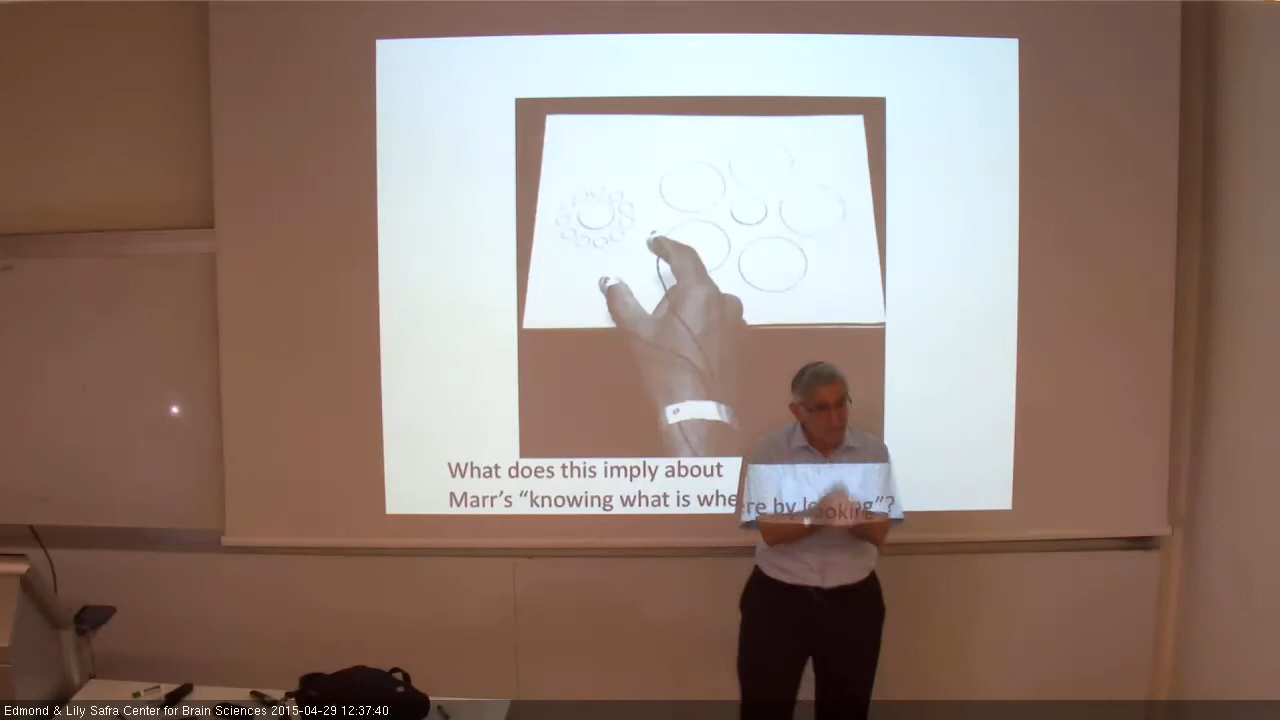 What does this imply about
Marr's “knowing what is where by looking”?
Edmond & Lily Safra Center for Brain Sciences 2015-04-29 12:37:40